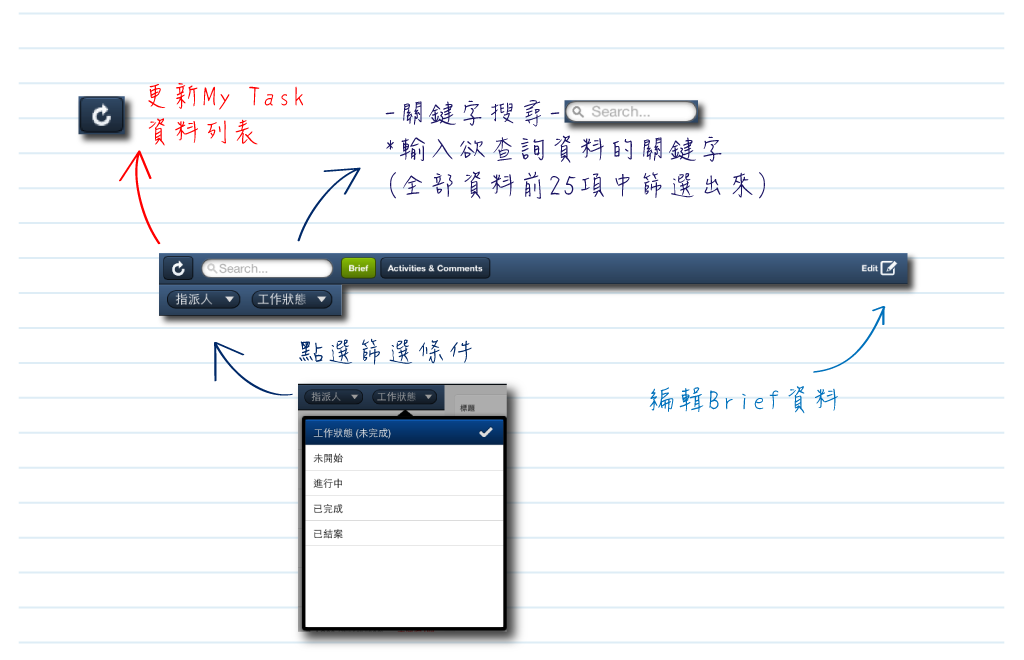 更新My Task
資料列表
-關鍵字搜尋-
Search...
*輸入欲查詢資料的關鍵字
(全部資料前25項中篩選出來)
Search... Brief Activities & Comments Edit
指派人 工作狀態
點選篩選條件
指派人 工作狀態 標題
編輯Brief資料
工作狀態 (未完成)
未開始
進行中
已完成
已結案